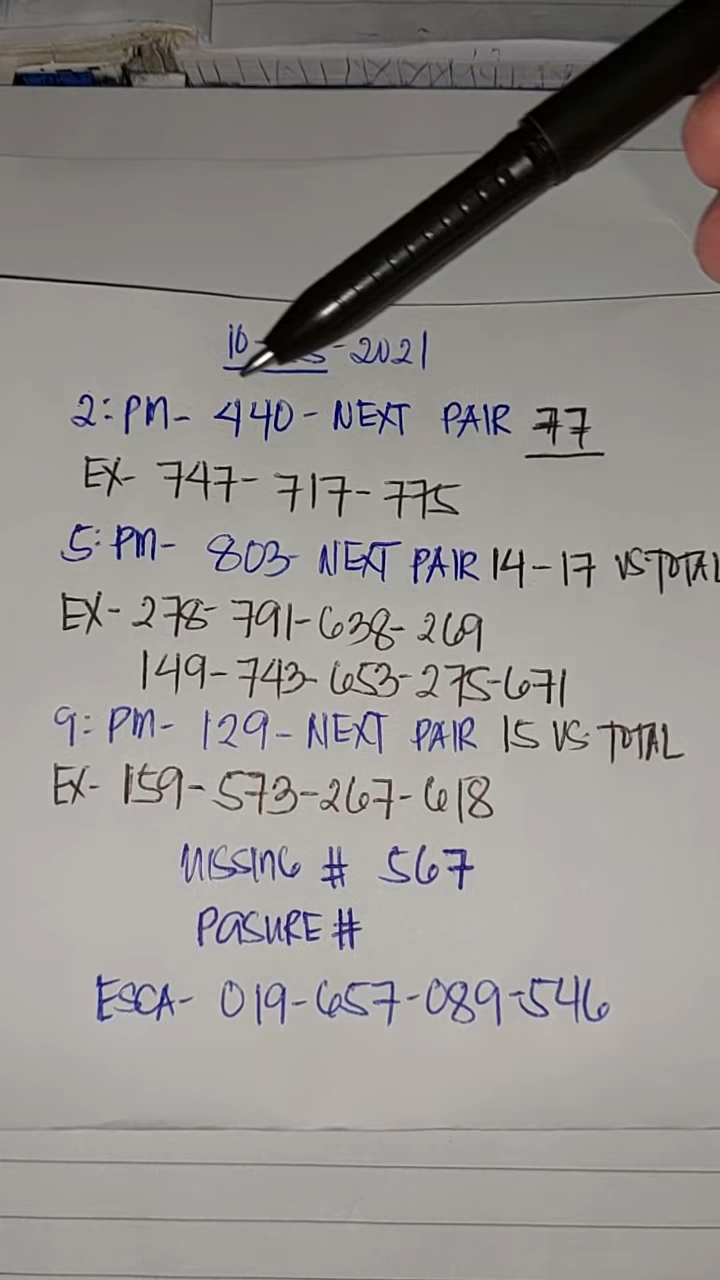 10- -2021
2:PM- 440- NEXT PAIR 77
EX- 747- 717- 775
5:PM- 803- NEXT PAIR 14-17 VS TOTAL
EX- 278- 791-638-269
149-743-653-275-671
9:PM- 129- NEXT PAIR 15 VS TOTAL
EX- 159-573-267-618
MISSING # 567
PASURE #
ESCA- 019-657-089-546